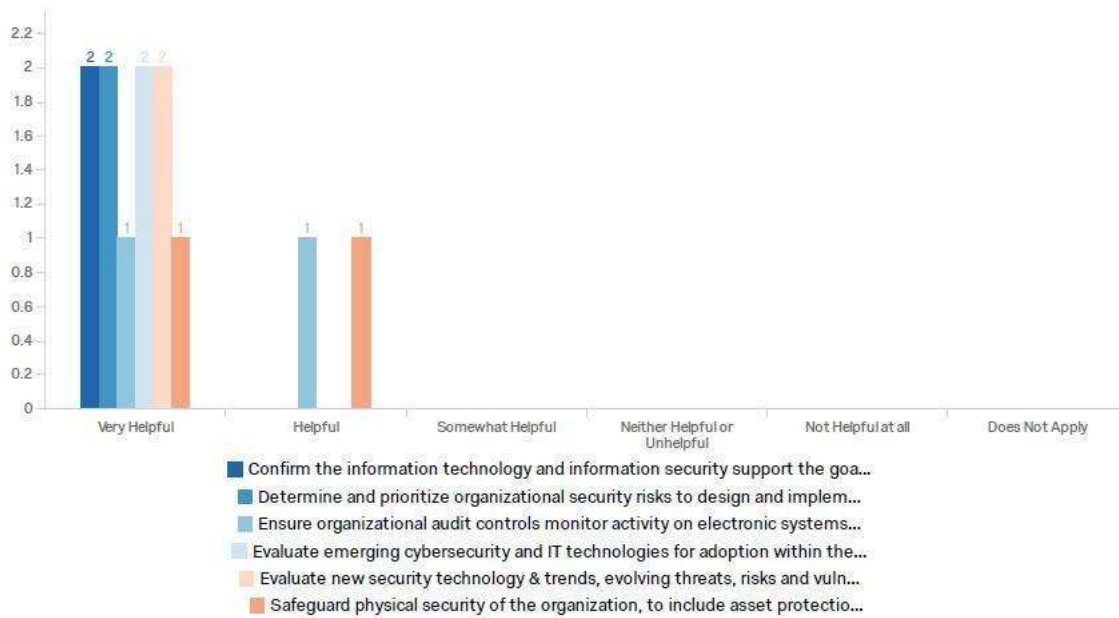 2.2
2
1.8
1.6
1.4
1.2
1
0.8
0.6
0.4
0.2
0
2 2 1 2 2 1
1 1
Very Helpful
Helpful
Somewhat Helpful
Neither Helpful or
Unhelpful
Not Helpful at all
Does Not Apply
Confirm the information technology and information security support the goa...
Determine and prioritize organizational security risks to design and implem...
Ensure organizational audit controls monitor activity on electronic systems...
Evaluate emerging cybersecurity and IT technologies for adoption within the...
Evaluate new security technology & trends, evolving threats, risks and vuln...
Safeguard physical security of the organization, to include asset protectio...